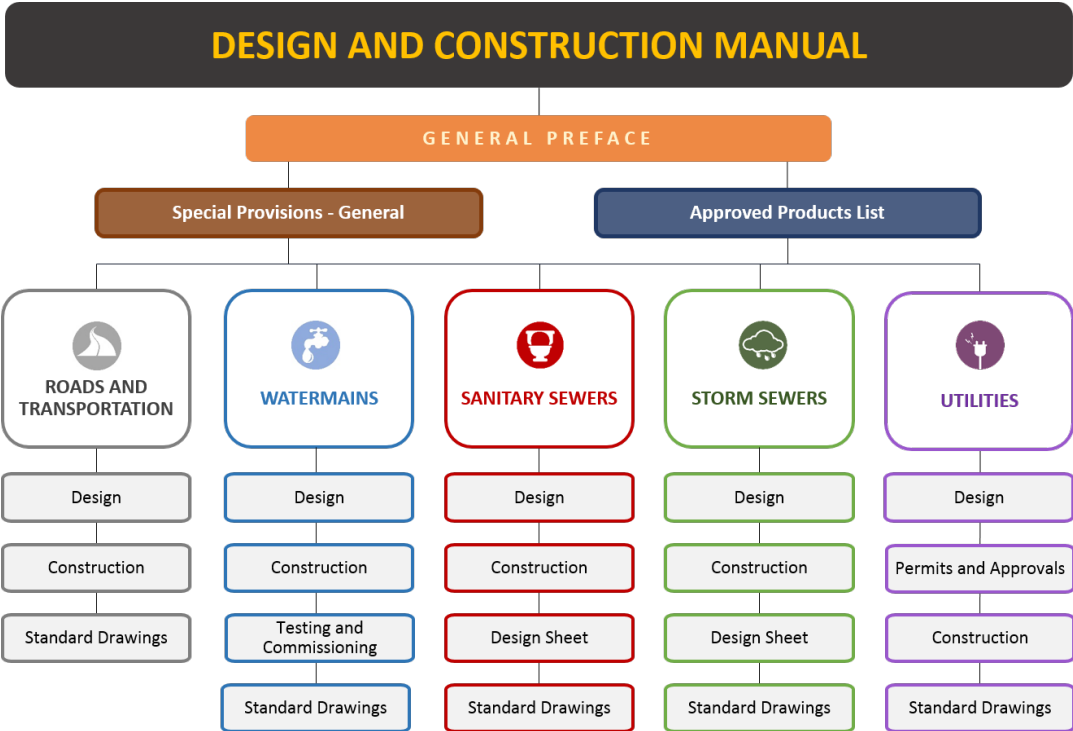 DESIGN AND CONSTRUCTION MANUAL
GENERAL PREFACE
Special Provisions - General
Approved Products List
ROADS AND
TRANSPORTATION
WATERMAINS
SANITARY SEWERS
STORM SEWERS
UTILITIES
Design
Design
Design
Design
Design
Construction
Construction
Construction
Construction
Permits and Approvals
Standard Drawings
Testing and
Commissioning
Design Sheet
Design Sheet
Construction
Standard Drawings
Standard Drawings
Standard Drawings
Standard Drawings